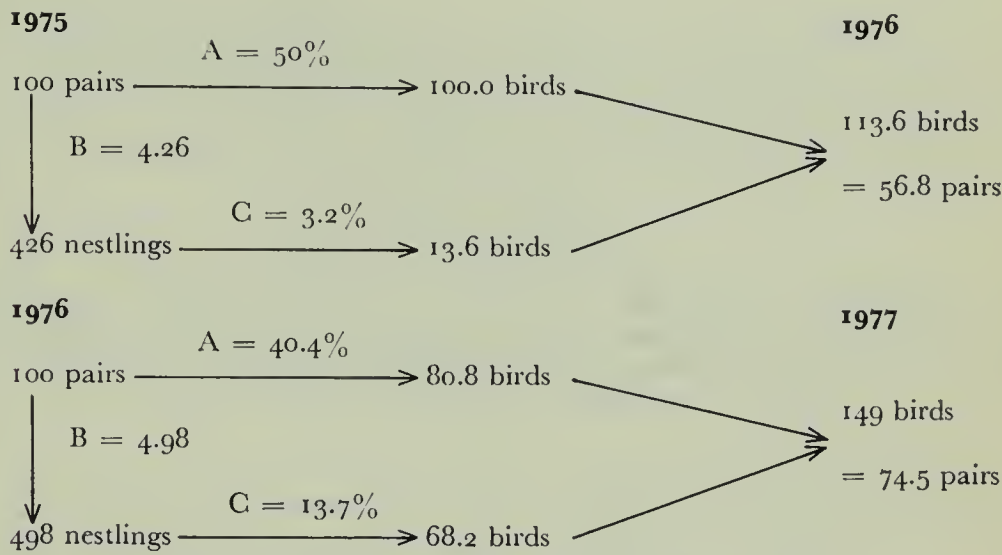 1975
1976
A = 50%
100 pairs
100.0 birds
113.6 birds
B = 4.26
= 56.8 pairs
C = 3.2%
426 nestlings
13.6 birds
1976
1977
A = 40.4%
100 pairs
80.8 birds
149 birds
B = 4.98
= 74.5 pairs
C = 13.7%
498 nestlings
68.2 birds